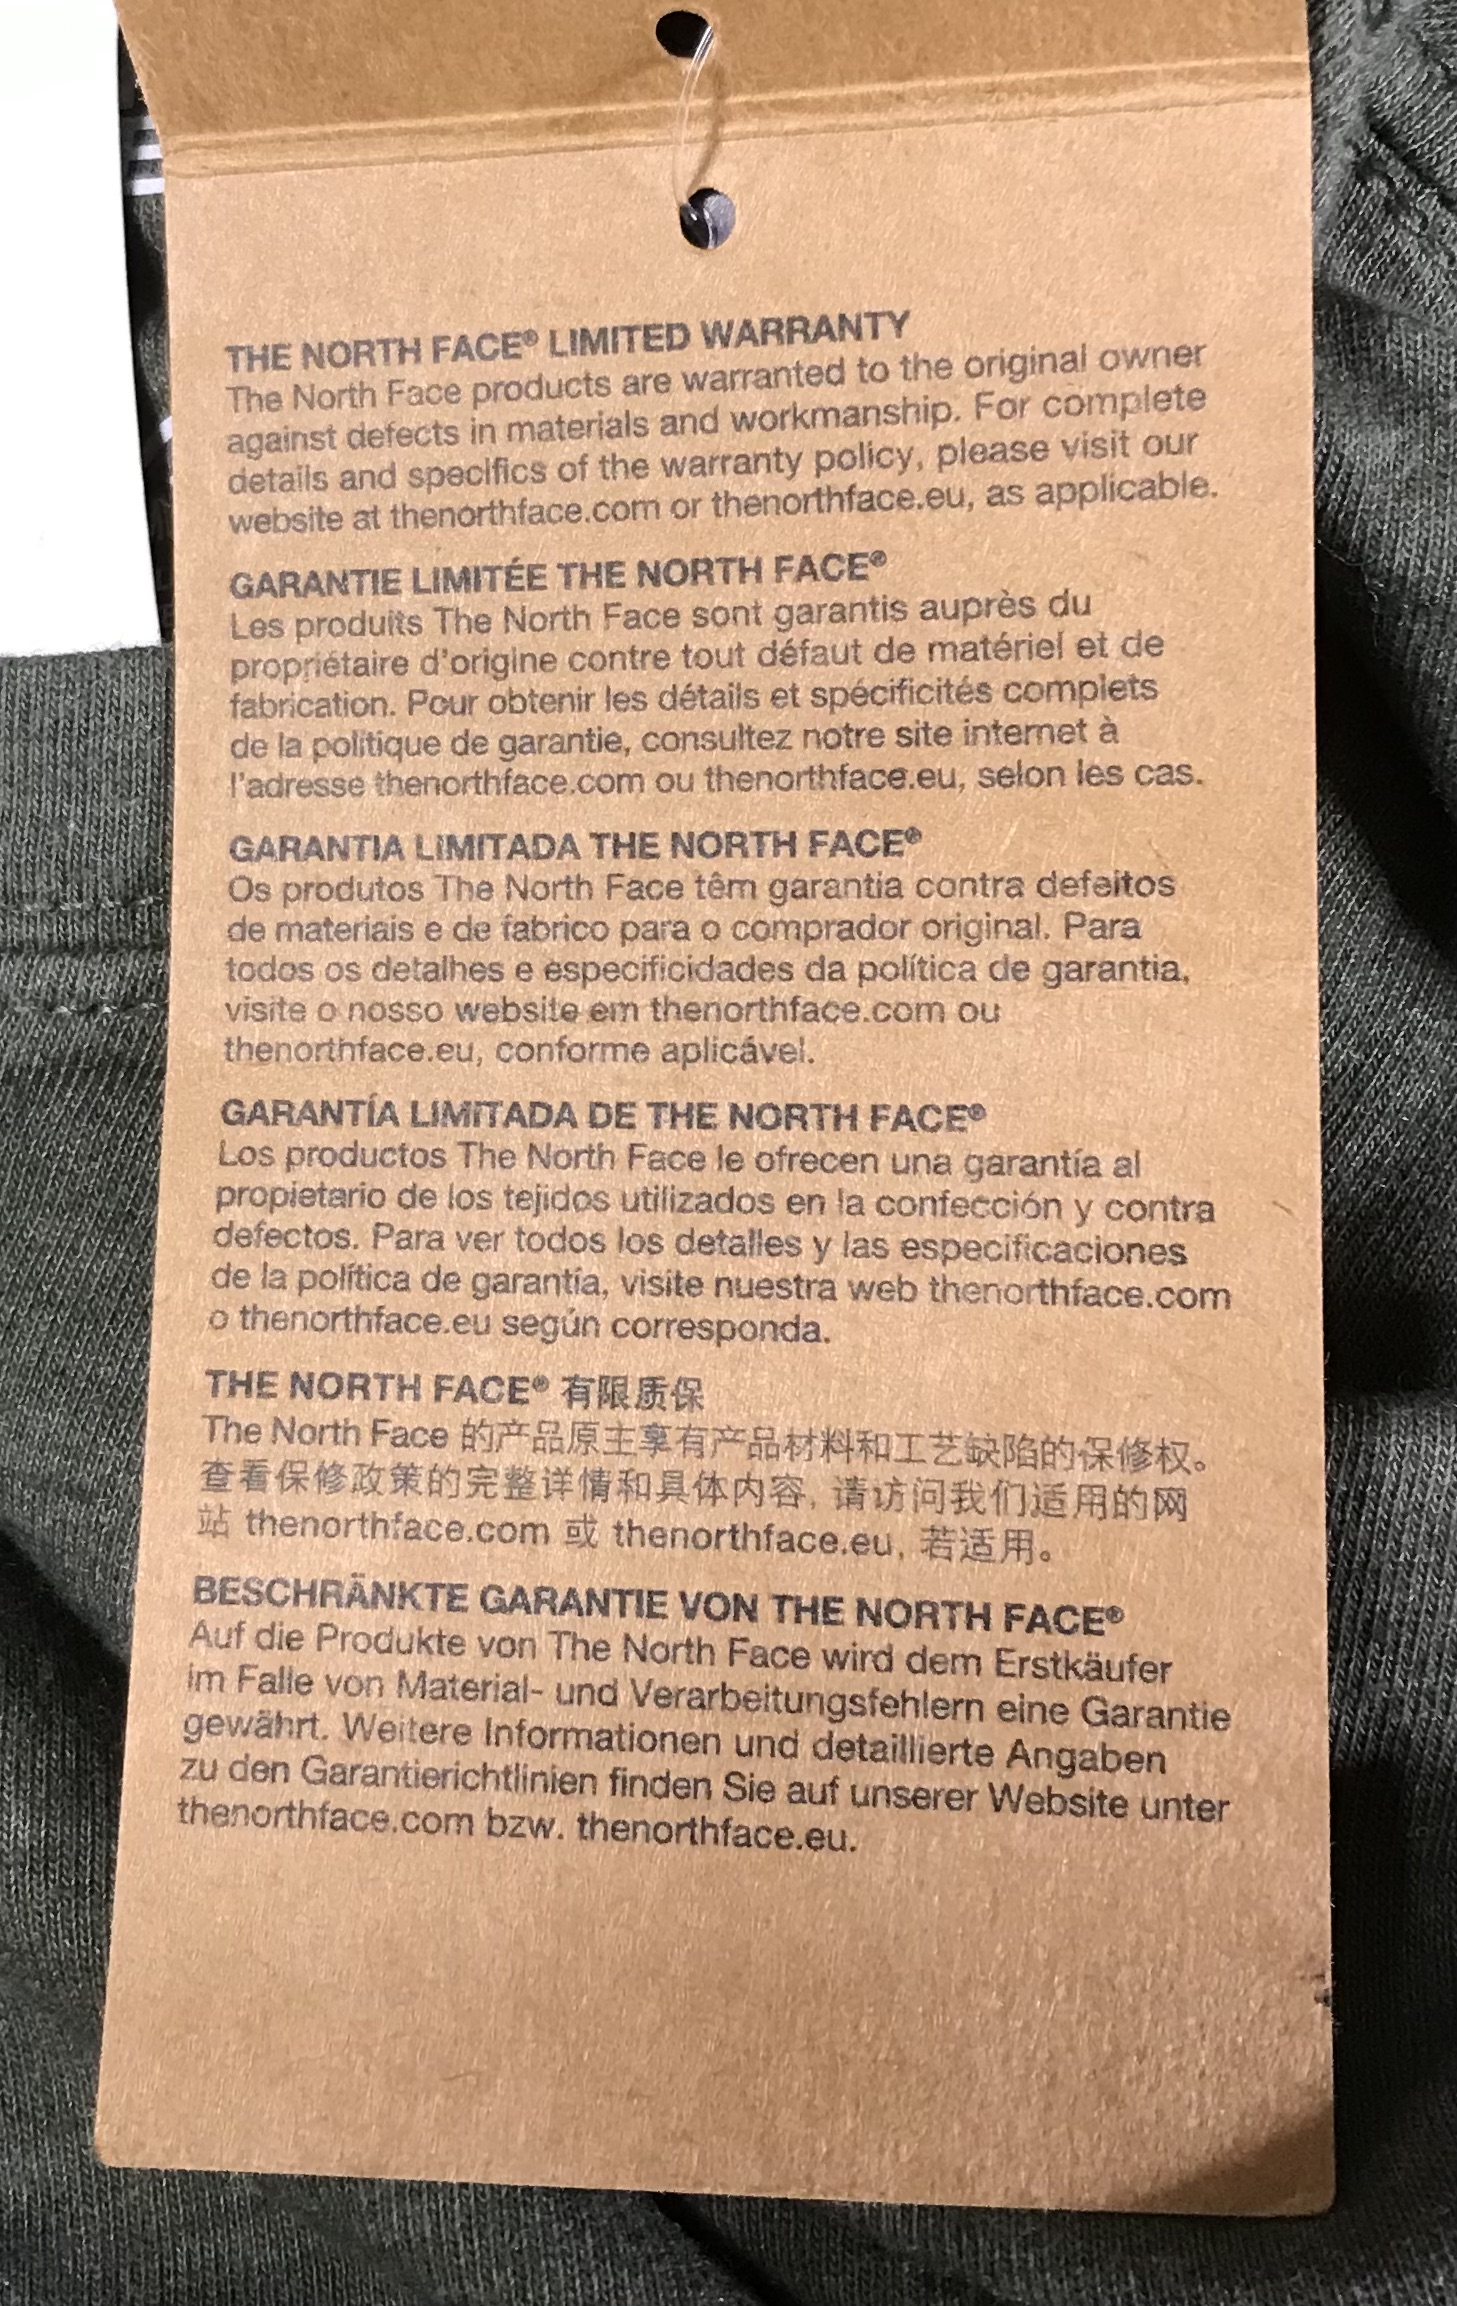 THE NORTH FACE® LIMITED WARRANTY
The North Face products are warranted to the original owner
against defects in materials and workmanship. For complete
details and specifics of the warranty policy, please visit our
website at thenorthface.com or thenorthface.eu, as applicable.
GARANTIE LIMITÉE THE NORTH FACE®
Les produits The North Face sont garantis auprès du
propriétaire d'origine contre tout défaut de matériel et de
fabrication. Pour obtenir les détails et spécificités complets
de la politique de garantie, consultez notre site internet à
l'adresse thenorthface.com ou thenorthface.eu, selon les cas.
GARANTIA LIMITADA THE NORTH FACE®
Os produtos The North Face têm garantia contra defeitos
de materiais e de fabrico para o comprador original. Para
todos os detalhes e especificidades da política de garantia,
visite o nosso website em thenorthface.com ou
thenorthface.eu, conforme aplicável.
GARANTÍA LIMITADA DE THE NORTH FACE®
Los productos The North Face le ofrecen una garantía al
propietario de los tejidos utilizados en la confección y contra
defectos. Para ver todos los detalles y las especificaciones
de la política de garantía, visite nuestra web thenorthface.com
o thenorthface.eu según corresponda.
THE NORTH FACE® 有限质保
The North Face 的产品原主享有产品材料和工艺缺陷的保修权。
查看保修政策的完整详情和具体内容, 请访问我们适用的网
站 thenorthface.com 或 thenorthface.eu, 若适用。
BESCHRÄNKTE GARANTIE VON THE NORTH FACE®
Auf die Produkte von The North Face wird dem Erstkäufer
im Falle von Material- und Verarbeitungsfehlern eine Garantie
gewährt. Weitere Informationen und detaillierte Angaben
zu den Garantierichtlinien finden Sie auf unserer Website unter
thenorthface.com bzw. thenorthface.eu.